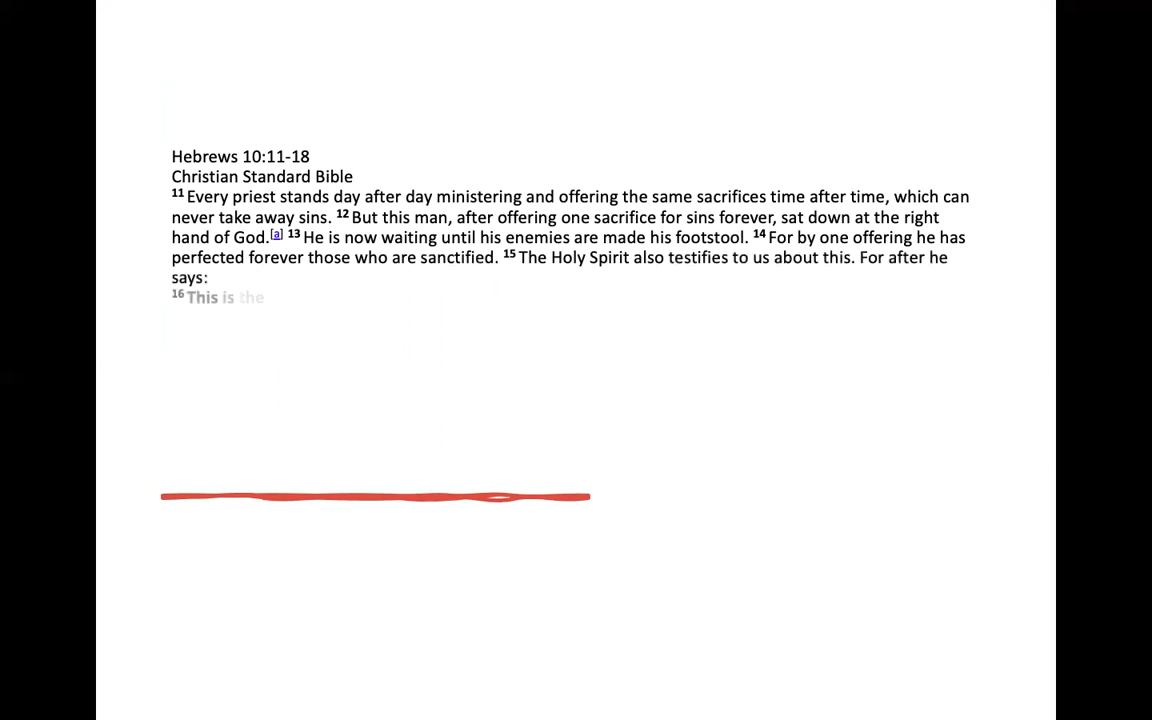 Hebrews 10:11-18
Christian Standard Bible
11 Every priest stands day after day ministering and offering the same sacrifices time after time, which can
never take away sins. 12 But this man, after offering one sacrifice for sins forever, sat down at the right
hand of God.[a] 13 He is now waiting until his enemies are made his footstool. 14 For by one offering he has
perfected forever those who are sanctified. 15 The Holy Spirit also testifies to us about this. For after he
says:
16 This is the